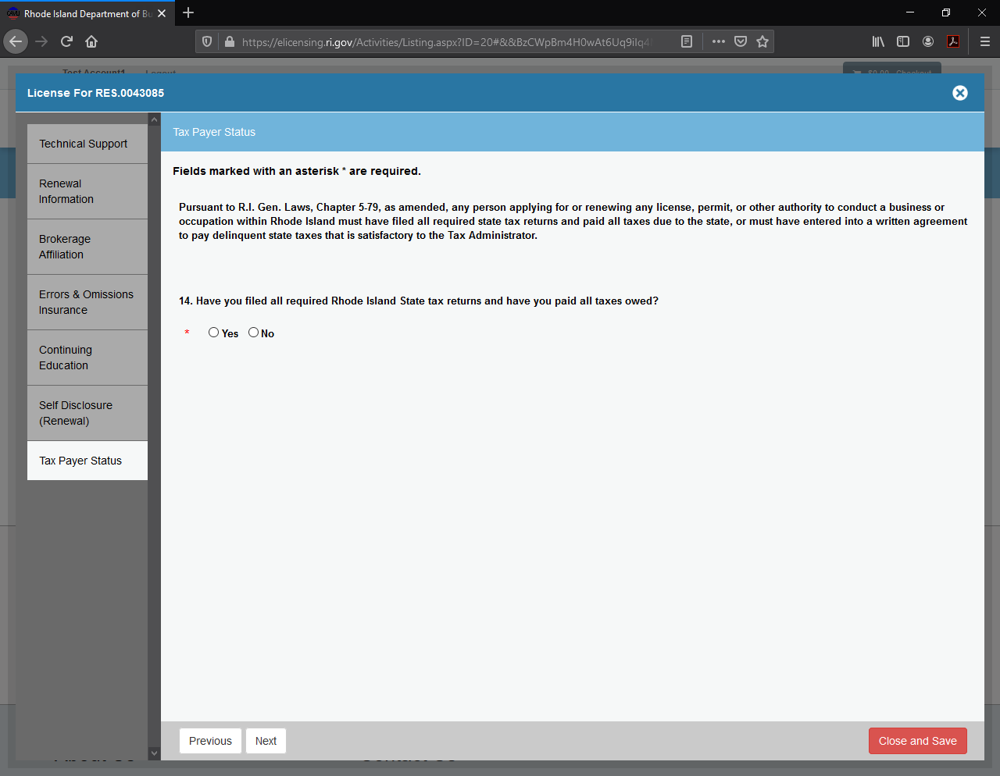 Rhode Island Department of Bu
https://elicensing.ri.gov/Activities/Listing.aspx?ID=20#&&BzCWpBm4H0wAt6Uq9iIq4
Test Account1 Logout $0.00 Checkout
License For RES.0043085
Technical Support
Renewal
Information
Brokerage
Affiliation
Errors & Omissions
Insurance
Continuing
Education
Self Disclosure
(Renewal)
Tax Payer Status
Tax Payer Status
Fields marked with an asterisk * are required.
Pursuant to R.I. Gen. Laws, Chapter 5-79, as amended, any person applying for or renewing any license, permit, or other authority to conduct a business or
occupation within Rhode Island must have filed all required state tax returns and paid all taxes due to the state, or must have entered into a written agreement
to pay delinquent state taxes that is satisfactory to the Tax Administrator.
14. Have you filed all required Rhode Island State tax returns and have you paid all taxes owed?
* Yes No
Previous Next Close and Save
About Us Contact Us